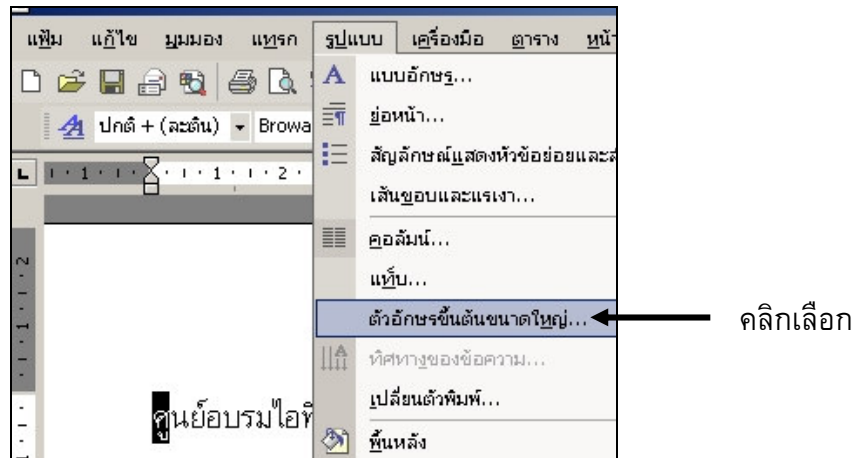 แฟ้ม แก้ไข มุมมอง แทรก รูปแบบ เครื่องมือ ตาราง หน้า
แบบอักษร...
ปกติ + (ละติน) Browa
ย่อหน้า...
สัญลักษณ์แสดงหัวข้อย่อยและ
1 1 2
เส้นขอบและแรเงา...
คอลัมน์...
แท็บ...
ตัวอักษรขึ้นต้นขนาดใหญ่... คลิกเลือก
ทิศทางของข้อความ...
เปลี่ยนตัวพิมพ์...
ศูนย์อบรมไอที
พื้นหลัง